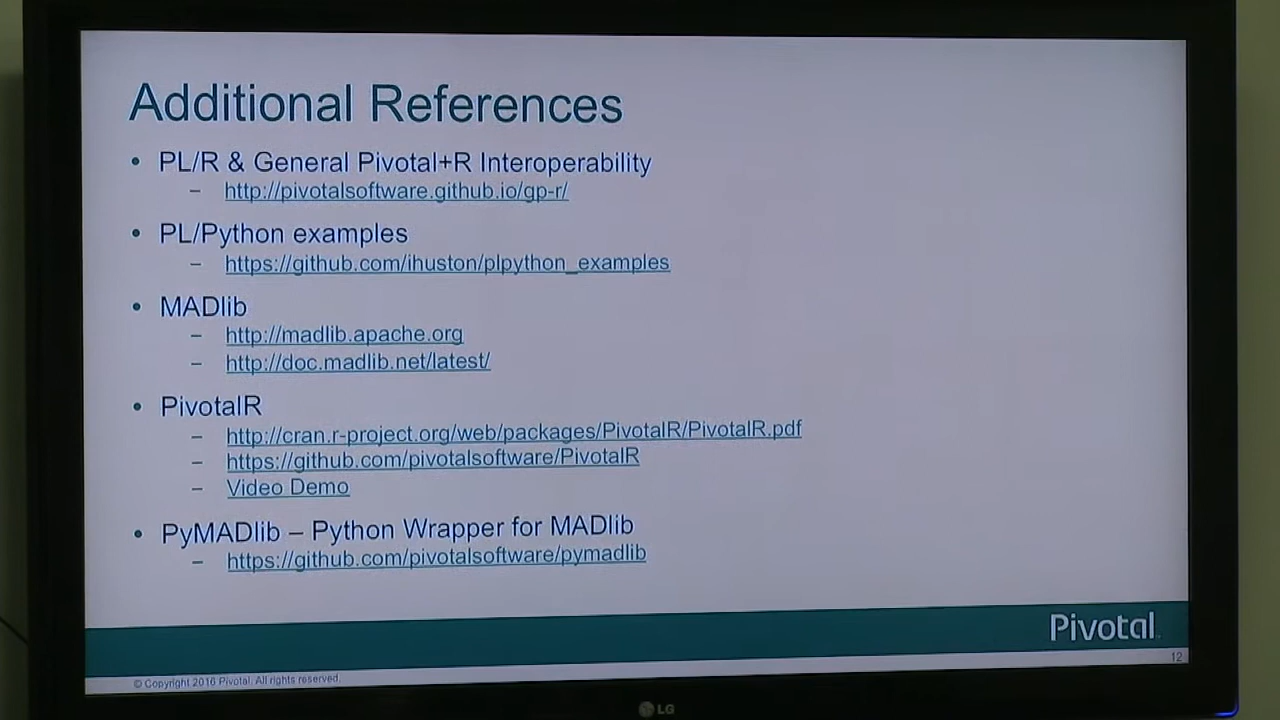 Additional References
• PL/R & General Pivotal+R Interoperability
– http://pivotalsoftware.github.io/gp-r/
• PL/Python examples
– https://github.com/ihuston/plpython_examples
• MADlib
– http://madlib.apache.org
– http://doc.madlib.net/latest/
• PivotalR
– http://cran.r-project.org/web/packages/PivotalR/PivotalR.pdf
– https://github.com/pivotalsoftware/PivotalR
– Video Demo
• PyMADlib – Python Wrapper for MADlib
– https://github.com/pivotalsoftware/pymadlib
Pivotal
12
© Copyright 2016 Pivotal. All rights reserved.
LG